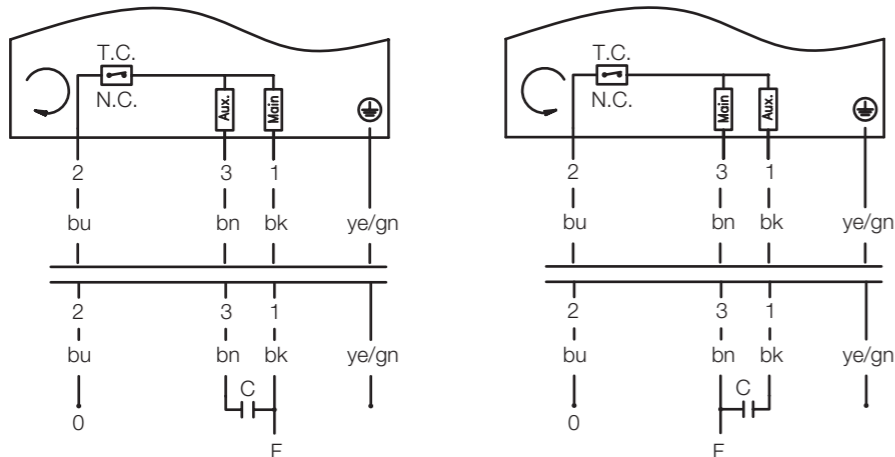 T.C. T.C.
N.C. N.C.
Aux. Main Main Aux.
2 3 1 2 3 1
bu bn bk ye/gn bu bn bk ye/gn
2 3 1 2 3 1
bu bn bk ye/gn bu bn bk ye/gn
C C
0 0
F F